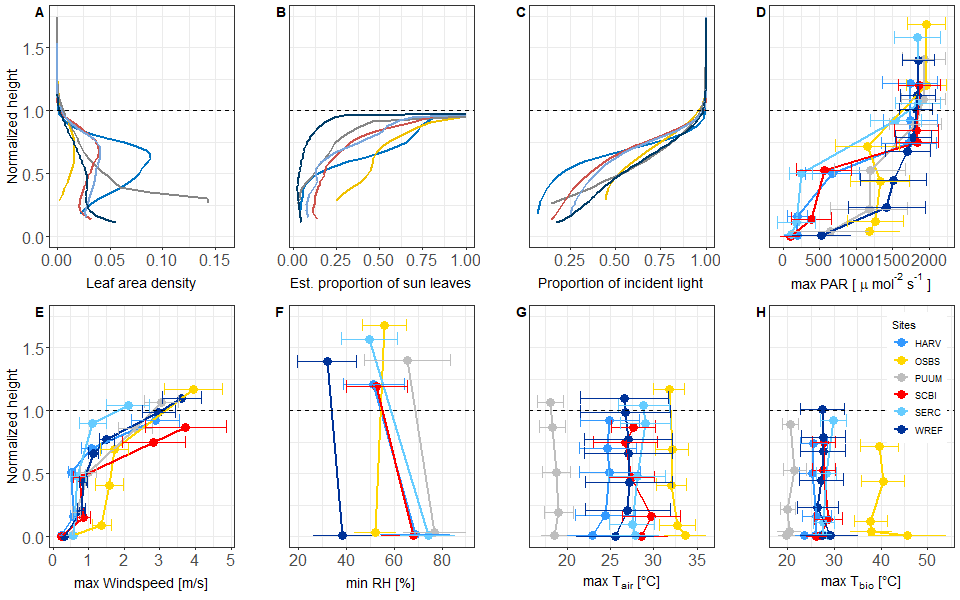 A
B
C
D
Normalized height
1.5
1.0
0.5
0.0
0.00
0.05
0.10
0.15
Leaf area density
0.00
0.25
0.50
0.75
1.00
Est. proportion of sun leaves
0.25
0.50
0.75
1.00
Proportion of incident light
0
500
1000
1500
2000
max PAR [ μ mol⁻² s⁻¹ ]
E
F
G
H
Normalized height
1.5
1.0
0.5
0.0
0
1
2
3
4
5
max Windspeed [m/s]
20
40
60
80
min RH [%]
20
25
30
35
max Tair [°C]
20
30
40
50
max Tbio [°C]
Sites
HARV
OSBS
PUUM
SCBI
SERC
WREF